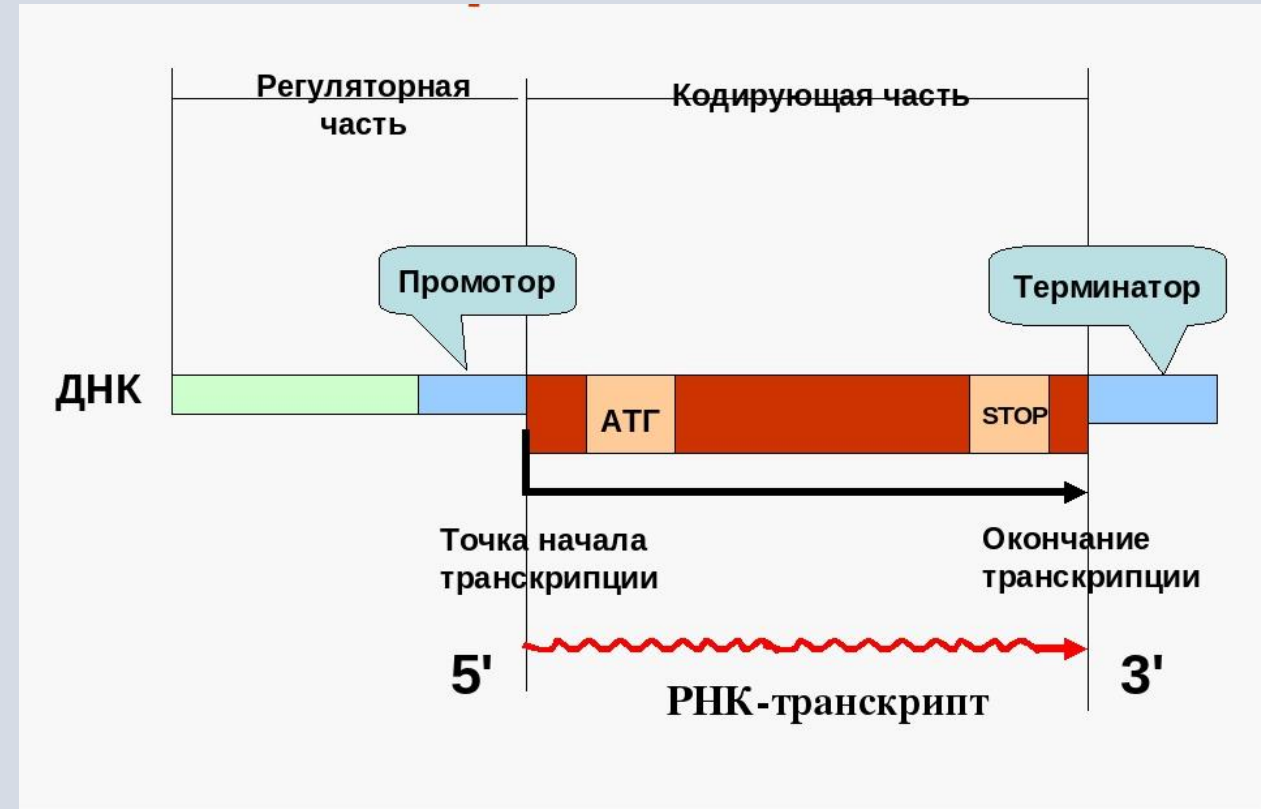 Регуляторная
часть
Кодирующая часть
Промотор
Терминатор
ДНК
АТГ
STOP
Точка начала
транскрипции
Окончание
транскрипции
5'
3'
РНК-транскрипт